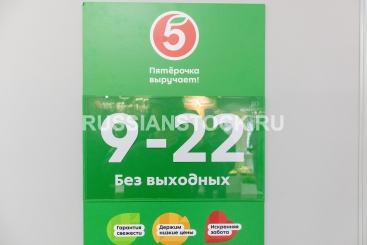 5
Пятёрочка
выручает!
RUSSIANSTOCK.RU
9-22
Без выходных
Гарантия
свежести
Держим
низкие цены
Искренняя
забота